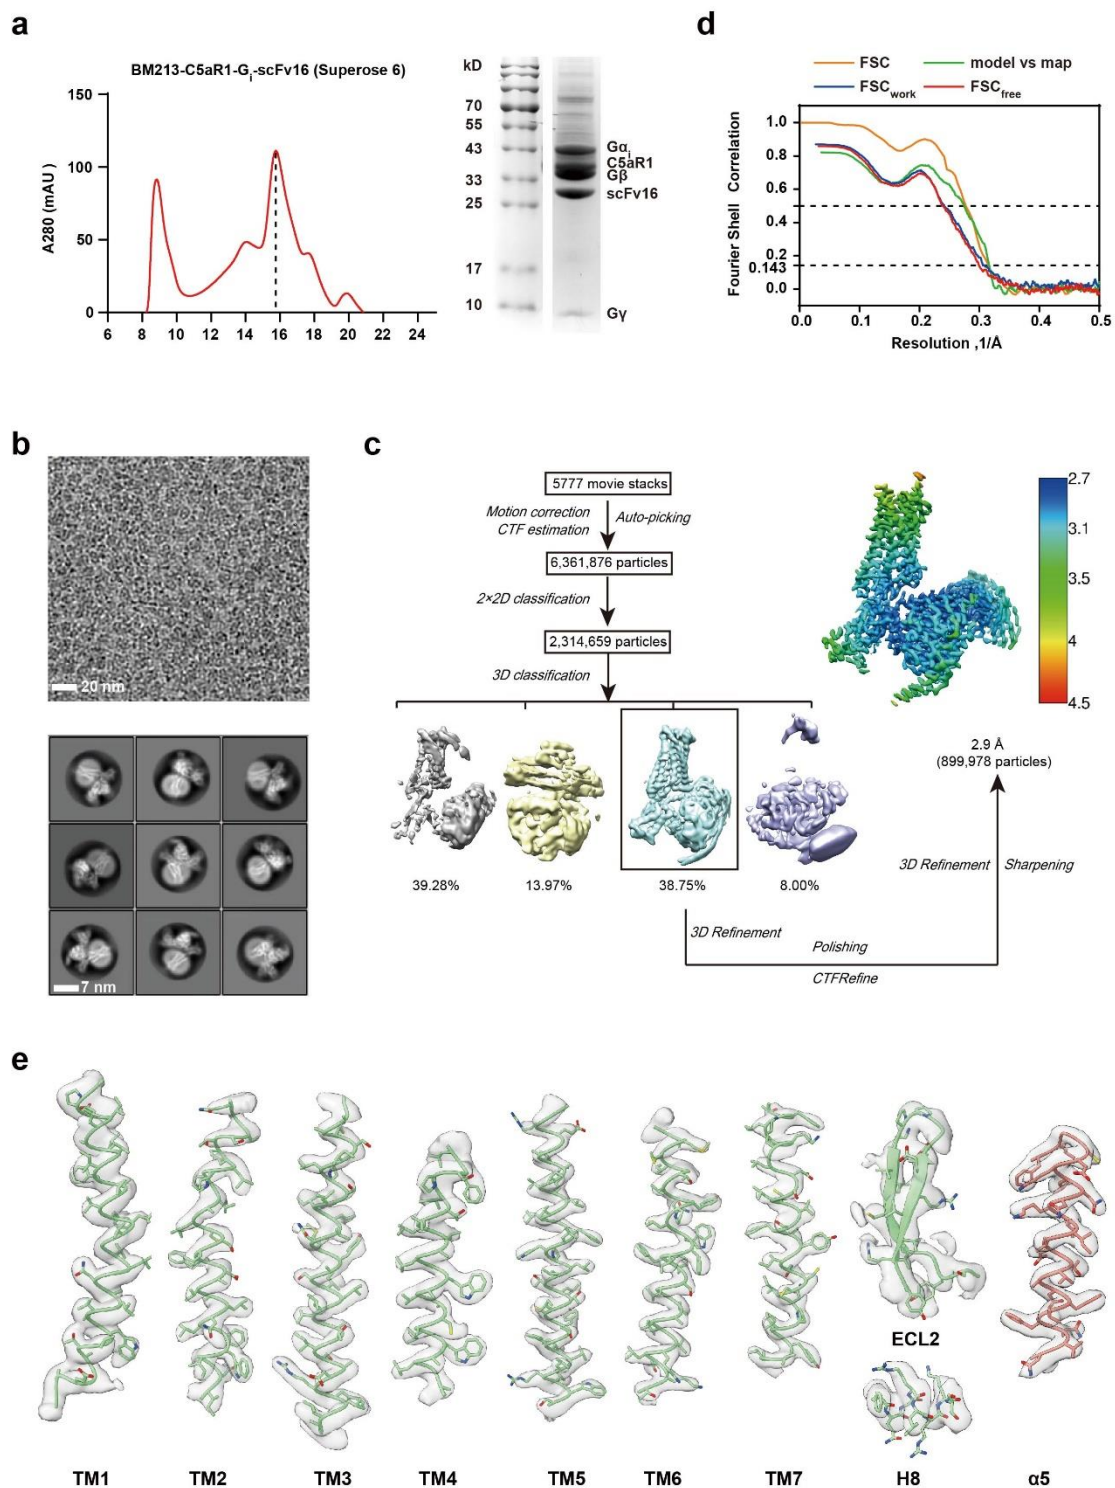 a
BM213-C5aR1-Gi-scFv16 (Superose 6)
A280 (mAU )
150
100
50
0
2 4 6 8 10 12 14 16 18 20 22 24
kD
70
55
43
33
25
17
10
Gαi
C5aR1
Gβ
scFv16
Gγ
d
FSC
model vs map
FSCwork
FSCfree
Fourier Shell Correlation
1.0
0.8
0.6
0.4
0.2
0.143
0.0
0.0 0.1 0.2 0.3 0.4 0.5
Resolution ,1/Å
b
20 nm
7 nm
c
5777 movie stacks
Motion correction
CTF estimation
Auto-picking
6,361,876 particles
2×2D classification
2,314,659 particles
3D classification
39.28%
13.97%
38.75%
8.00%
3D Refinement
Polishing
CTFRefine
3D Refinement
Sharpening
2.9 Å
(899,978 particles)
2.7
3.1
3.5
4
4.5
e
ECL2
TM1
TM2
TM3
TM4
TM5
TM6
TM7
H8
α5